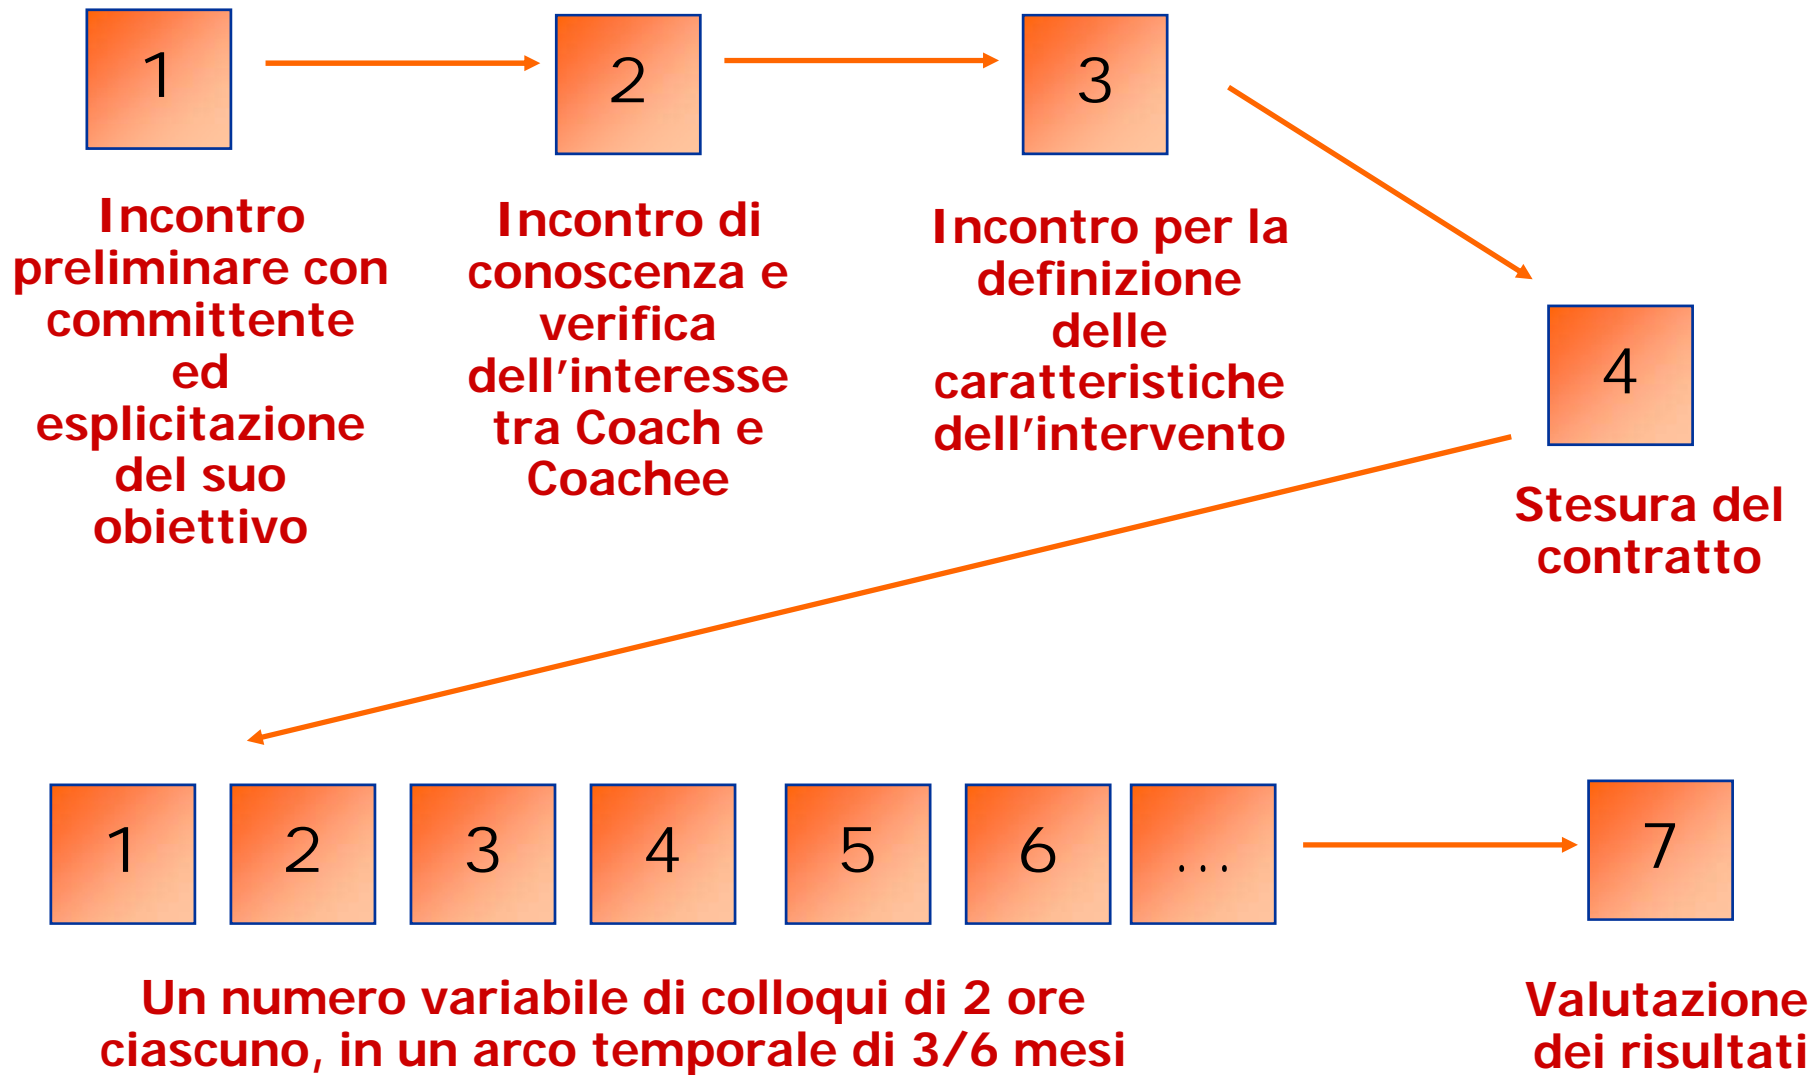 1
2
3
Incontro
preliminare con
committente
ed
esplicitazione
del suo
obiettivo
Incontro di
conoscenza e
verifica
dell’interesse
tra Coach e
Coachee
Incontro per la
definizione
delle
caratteristiche
dell’intervento
4
Stesura del
contratto
1
2
3
4
5
6
...
7
Un numero variabile di colloqui di 2 ore
ciascuno, in un arco temporale di 3/6 mesi
Valutazione
dei risultati